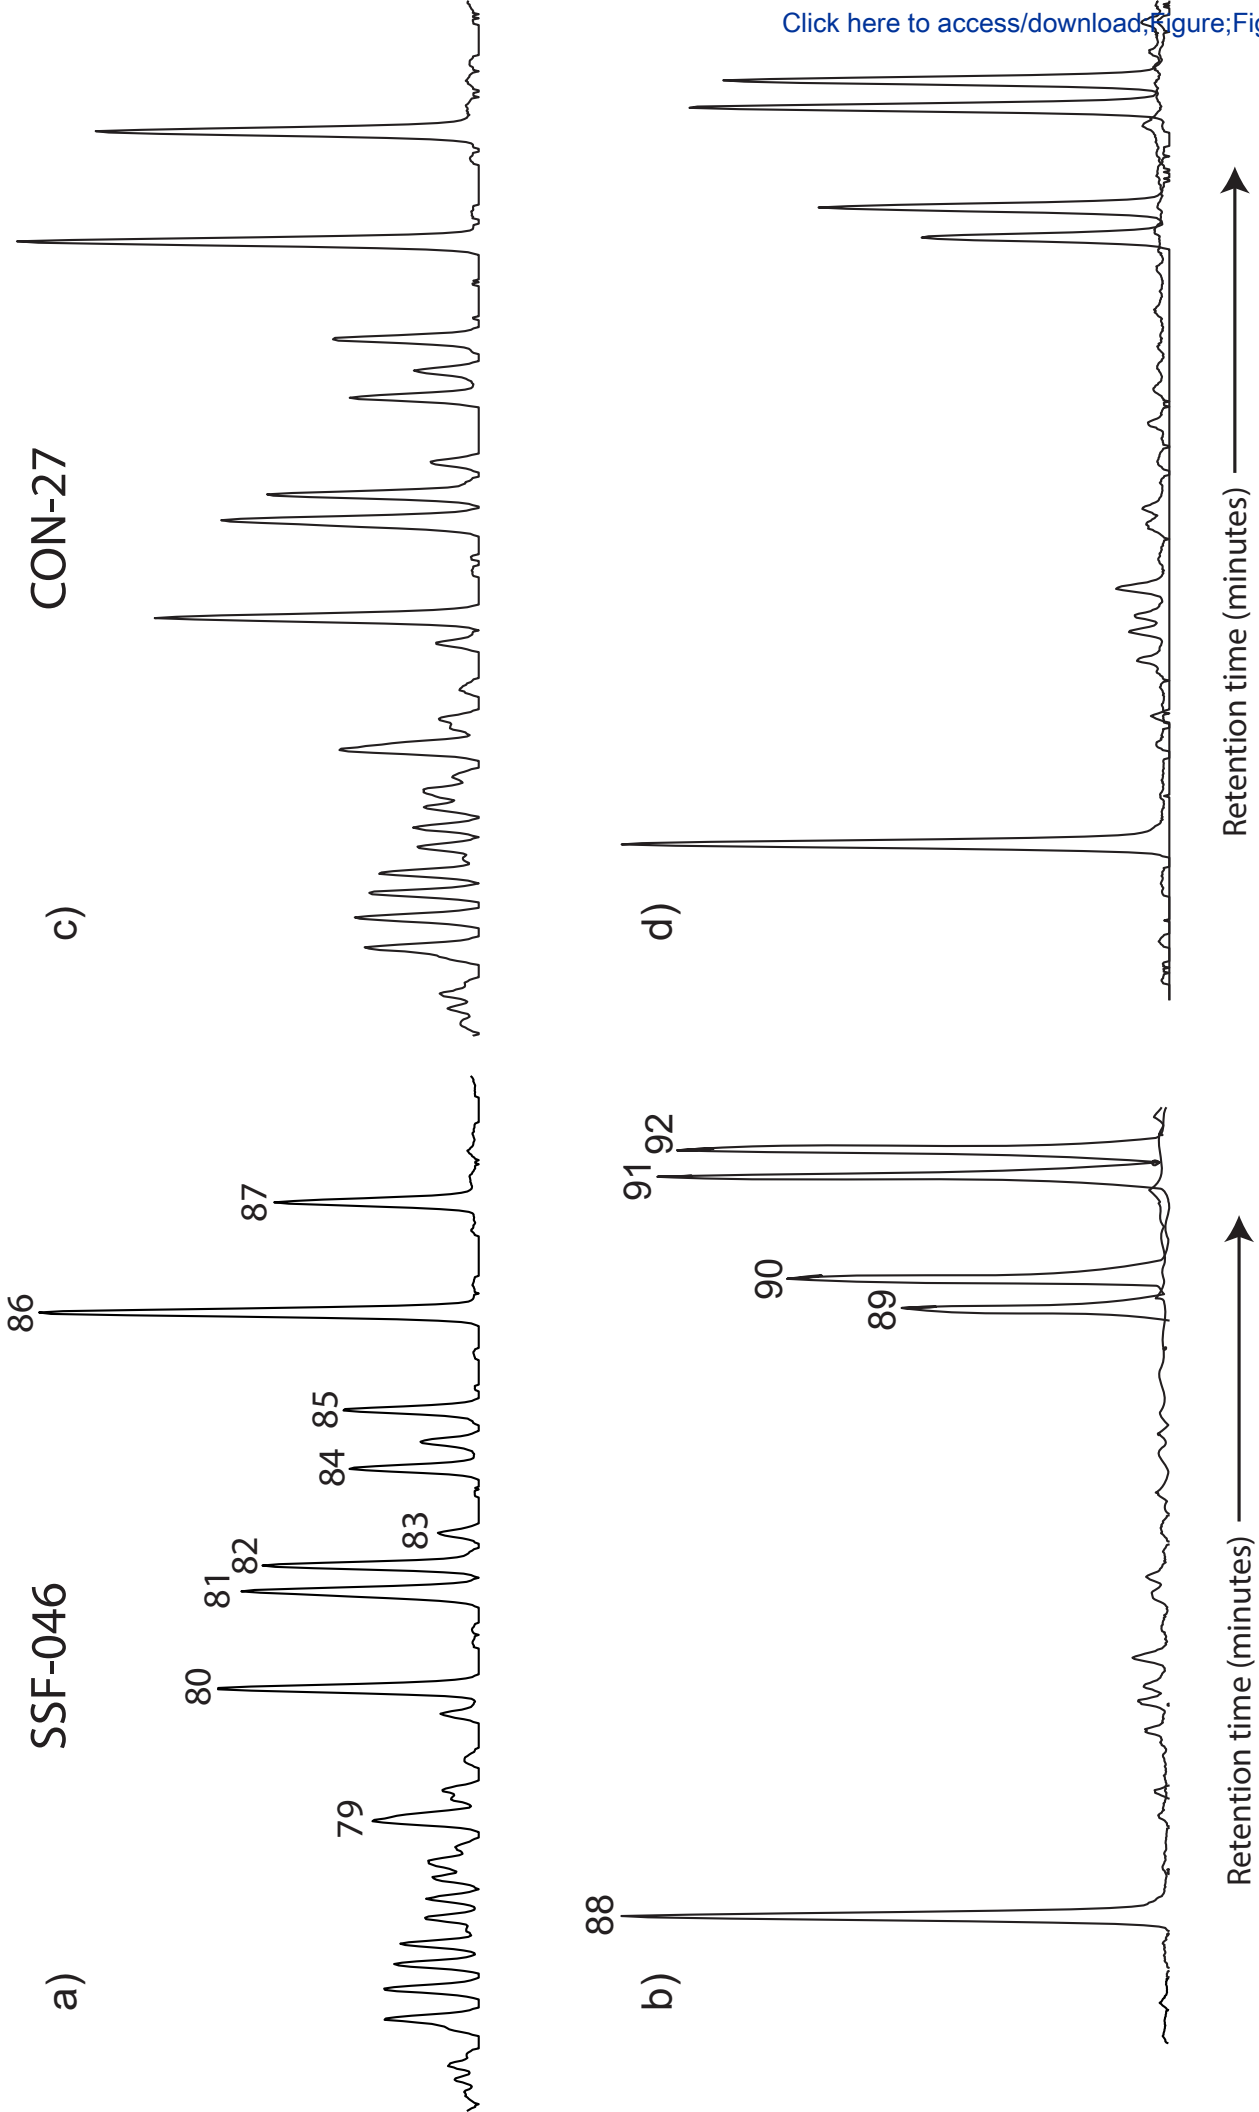 Click here to access/download;Figure;Fig
SSF-046
CON-27
a)
79
80
81
82
83
84
85
86
87
c)
b)
88
89
90
91
92
d)
Retention time (minutes)
Retention time (minutes)